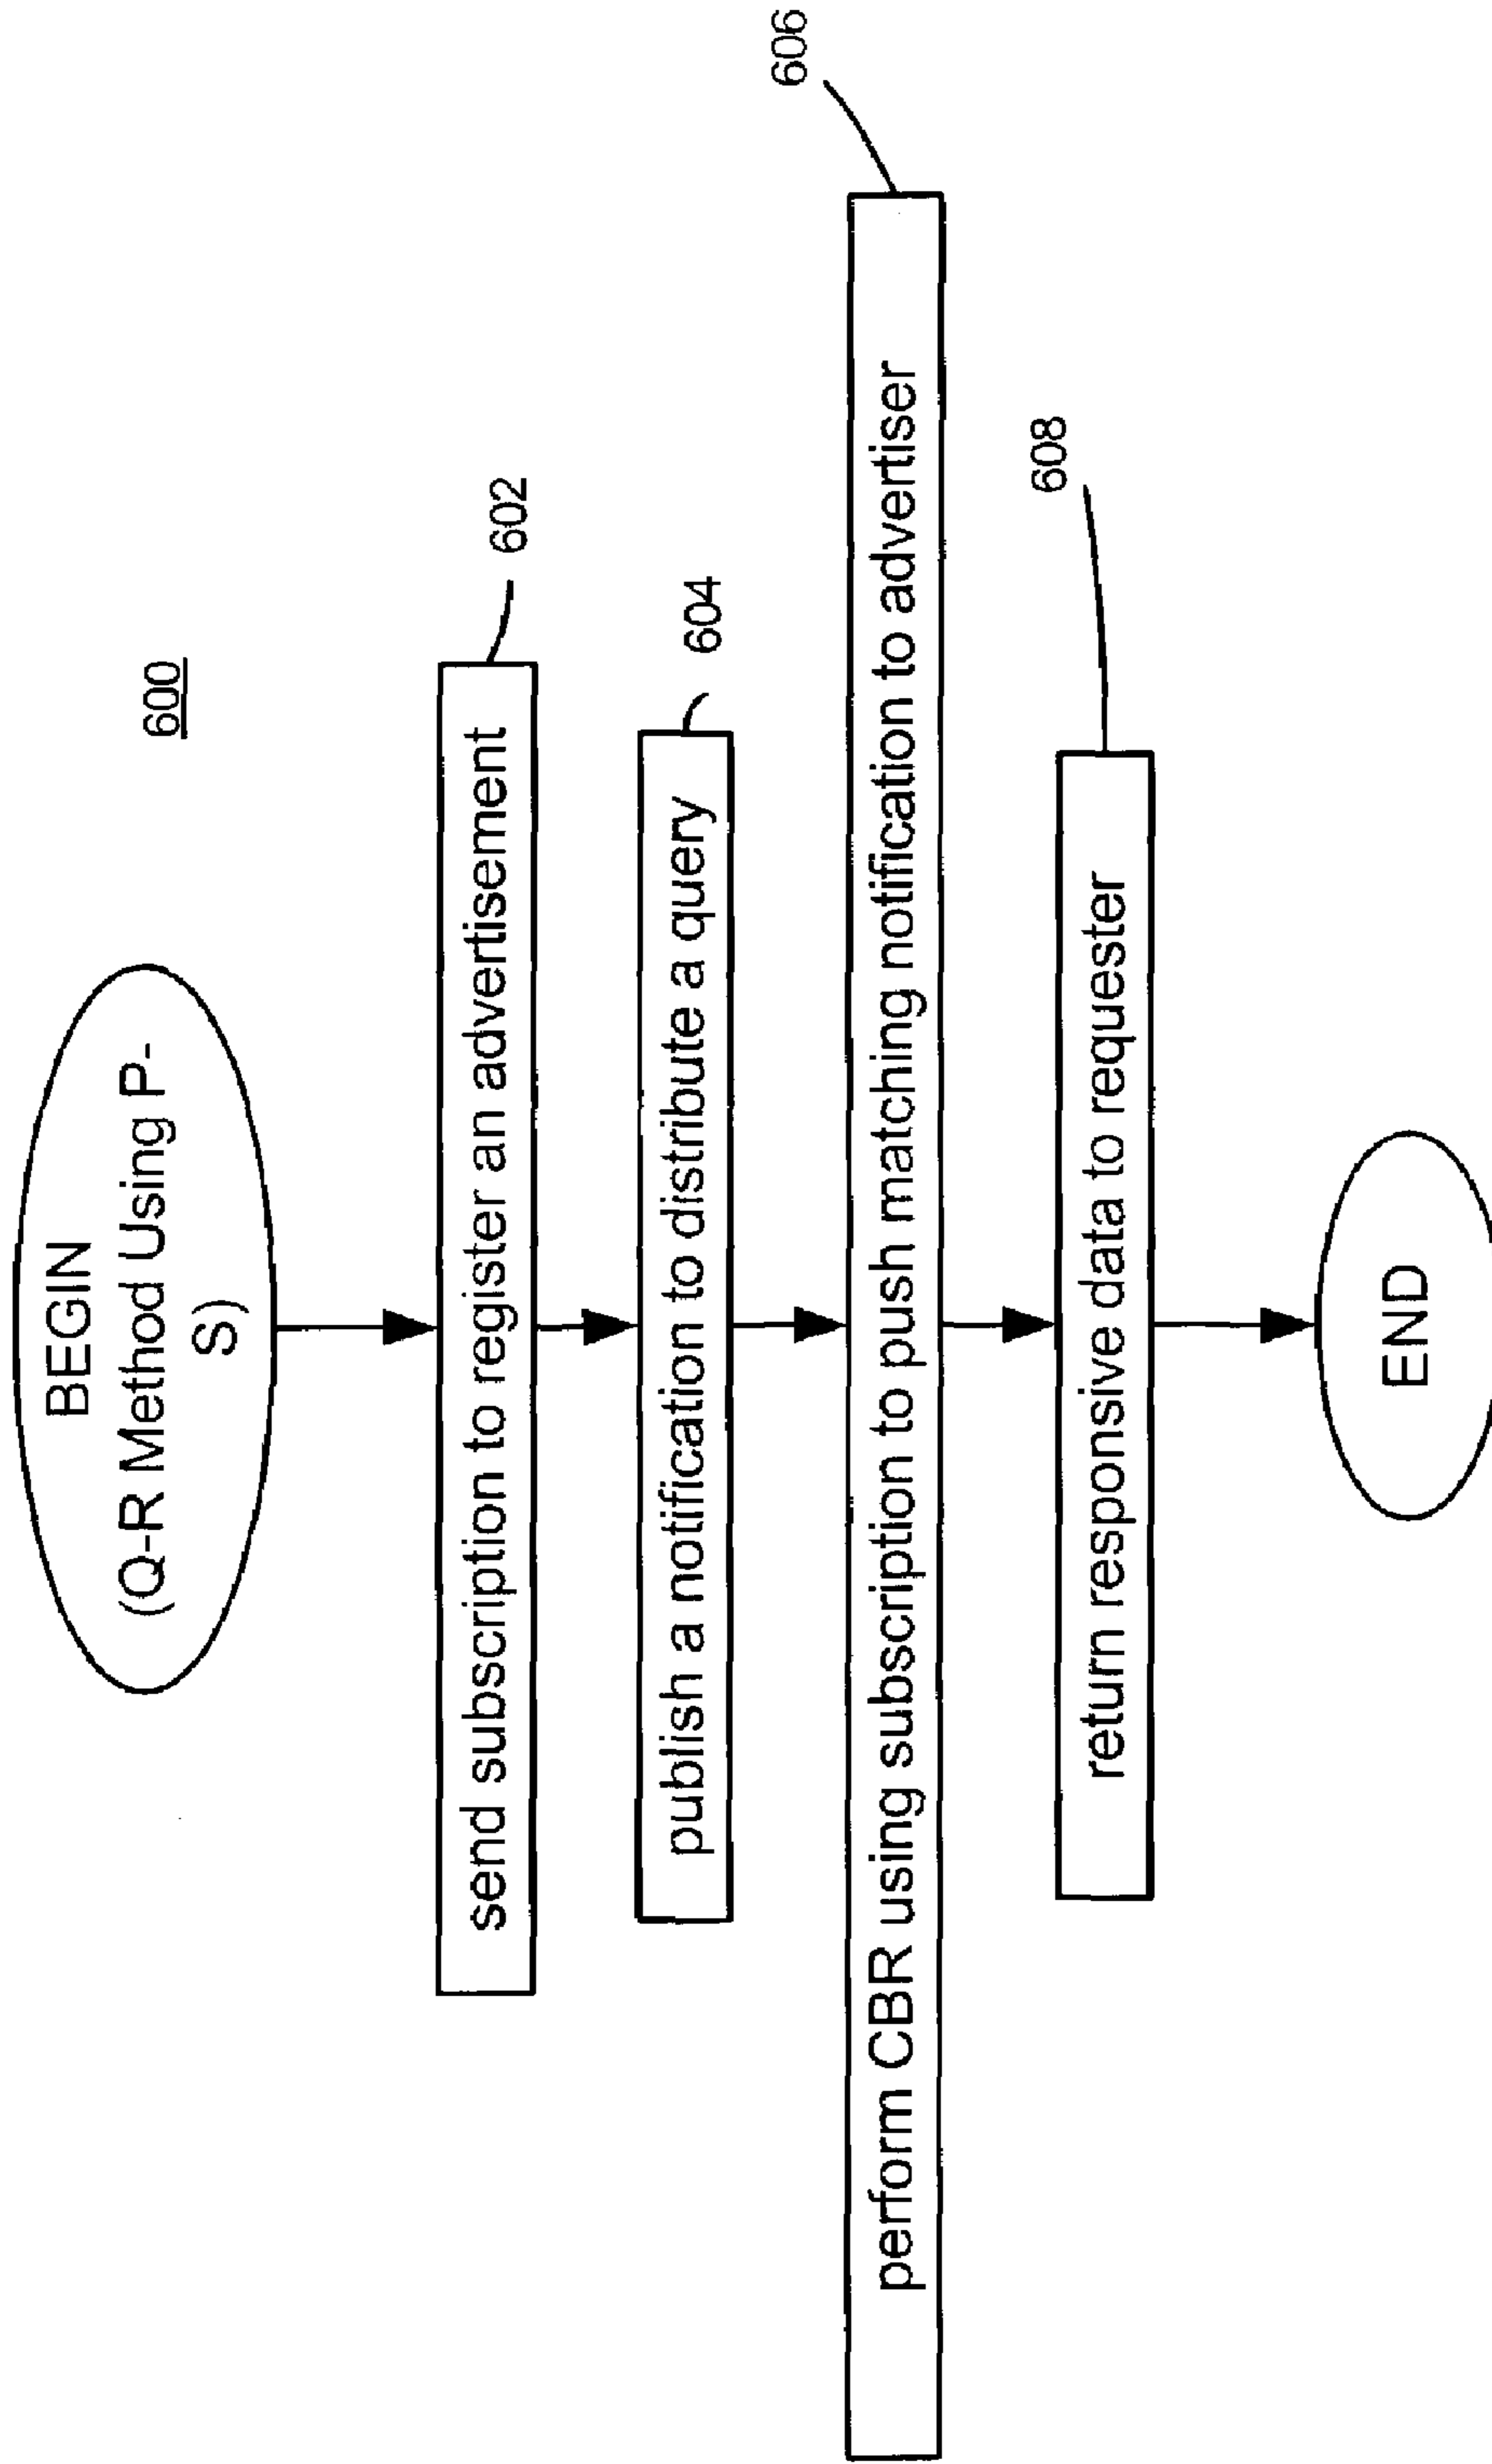 600
BEGIN
(Q-R Method Using P-
S)
send subscription to register an advertisement
602
publish a notification to distribute a query
604
perform CBR using subscription to push matching notification to advertiser
606
return responsive data to requester
608
END